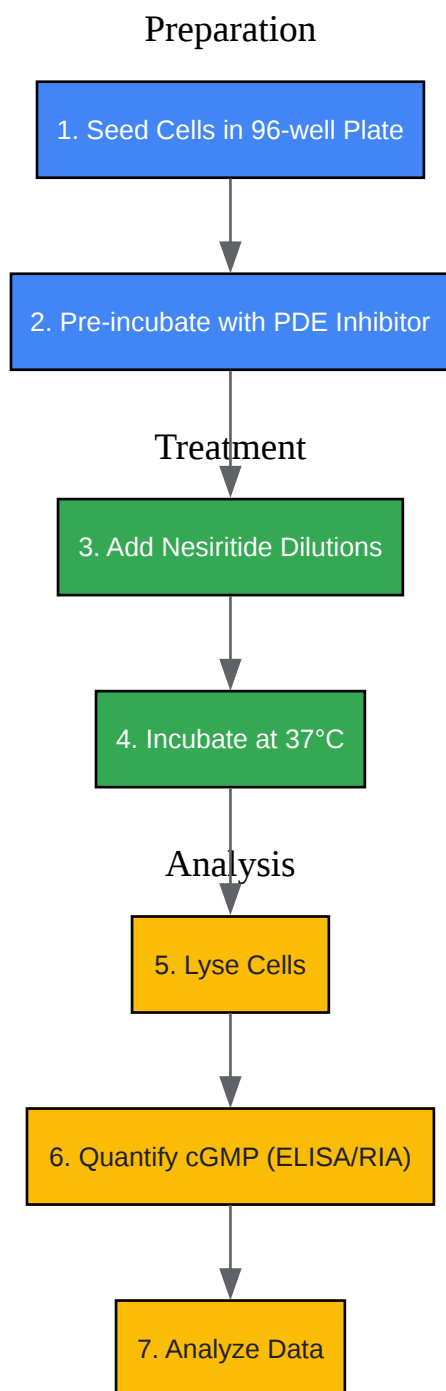 Preparation
1. Seed Cells in 96-well Plate
2. Pre-incubate with PDE Inhibitor
Treatment
3. Add Nesiritide Dilutions
4. Incubate at 37°C
Analysis
5. Lyse Cells
6. Quantify cGMP (ELISA/RIA)
7. Analyze Data